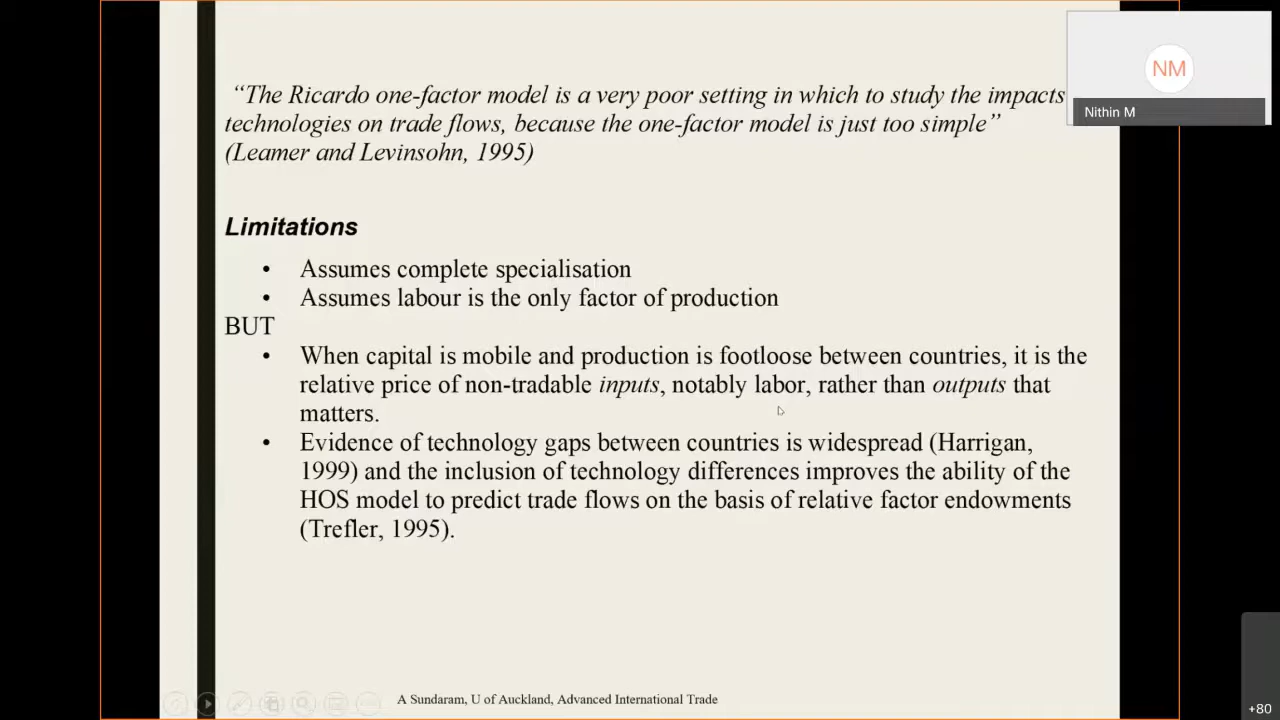 “The Ricardo one-factor model is a very poor setting in which to study the impacts
technologies on trade flows, because the one-factor model is just too simple”
(Leamer and Levinsohn, 1995)
Limitations
• Assumes complete specialisation
• Assumes labour is the only factor of production
BUT
• When capital is mobile and production is footloose between countries, it is the
relative price of non-tradable inputs, notably labor, rather than outputs that
matters.
• Evidence of technology gaps between countries is widespread (Harrigan,
1999) and the inclusion of technology differences improves the ability of the
HOS model to predict trade flows on the basis of relative factor endowments
(Trefler, 1995).
A Sundaram, U of Auckland, Advanced International Trade
NM
Nithin M
+80